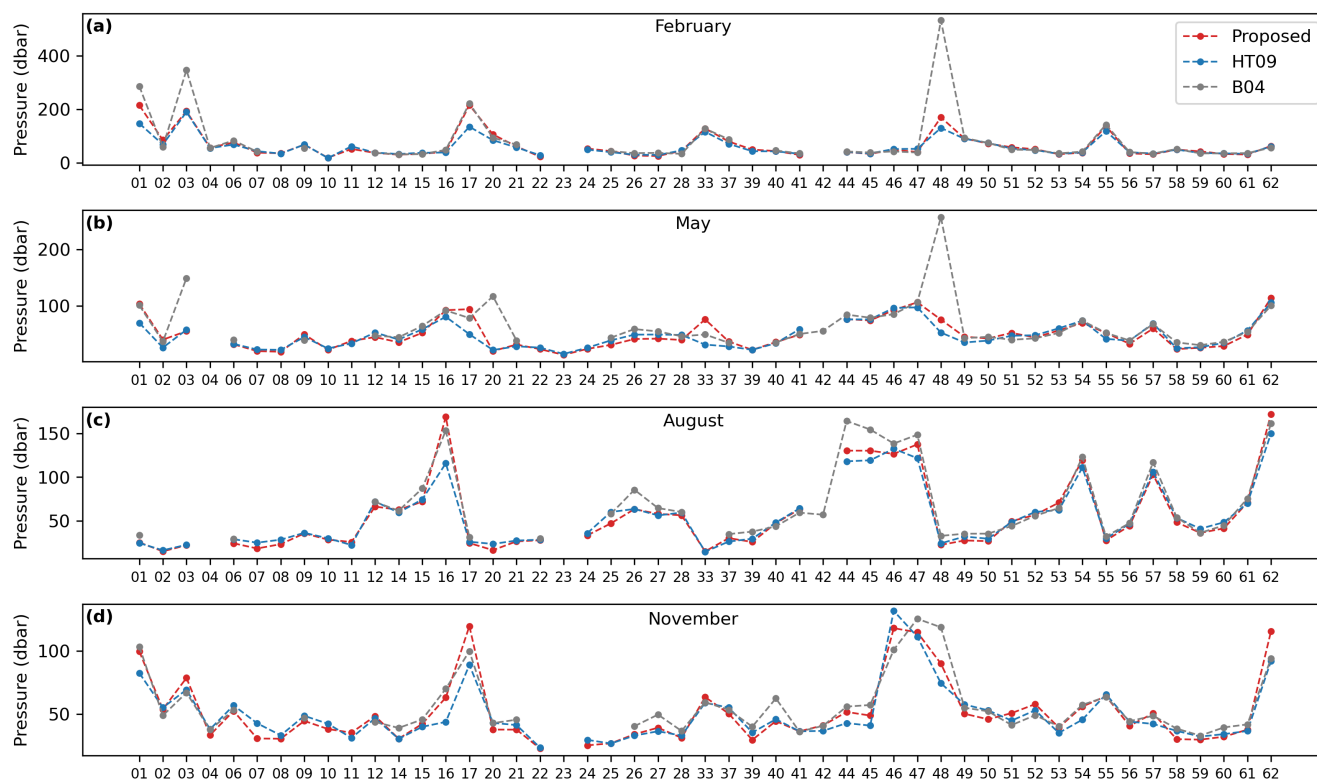 (a)
February
Pressure (dbar)
400
200
0
Proposed
HT09
B04
01 02 03 04 06 07 08 09 10 11 12 14 15 16 17 20 21 22 23 24 25 26 27 28 33 37 39 40 41 42 44 45 46 47 48 49 50 51 52 53 54 55 56 57 58 59 60 61 62
(b)
May
Pressure (dbar)
200
100
01 02 03 04 06 07 08 09 10 11 12 14 15 16 17 20 21 22 23 24 25 26 27 28 33 37 39 40 41 42 44 45 46 47 48 49 50 51 52 53 54 55 56 57 58 59 60 61 62
(c)
August
Pressure (dbar)
150
100
50
01 02 03 04 06 07 08 09 10 11 12 14 15 16 17 20 21 22 23 24 25 26 27 28 33 37 39 40 41 42 44 45 46 47 48 49 50 51 52 53 54 55 56 57 58 59 60 61 62
(d)
November
Pressure (dbar)
100
50
01 02 03 04 06 07 08 09 10 11 12 14 15 16 17 20 21 22 23 24 25 26 27 28 33 37 39 40 41 42 44 45 46 47 48 49 50 51 52 53 54 55 56 57 58 59 60 61 62